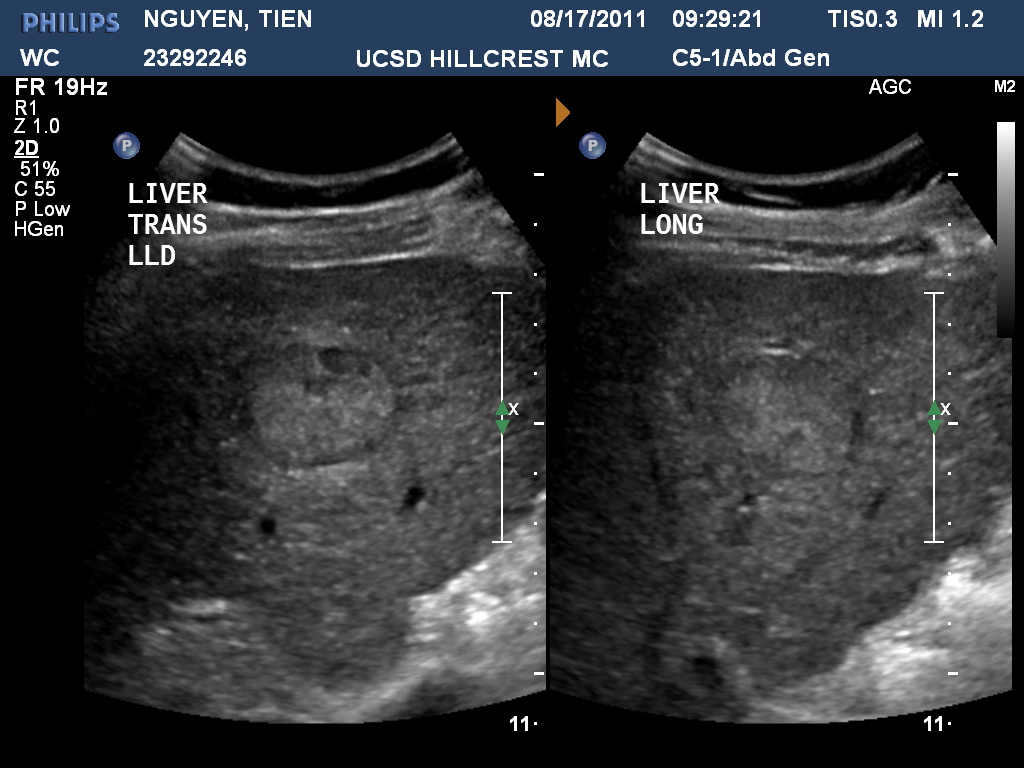 PHILIPS NGUYEN, TIEN 08/17/2011 09:29:21 TIS0.3 MI 1.2
WC 23292246 UCSD HILLCREST MC C5-1/Abd Gen
FR 19Hz AGC M2
R1
Z 1.0
2D
51%
C 55
P Low
HGen
P
LIVER
TRANS
LLD
X
11
P
LIVER
LONG
X
11